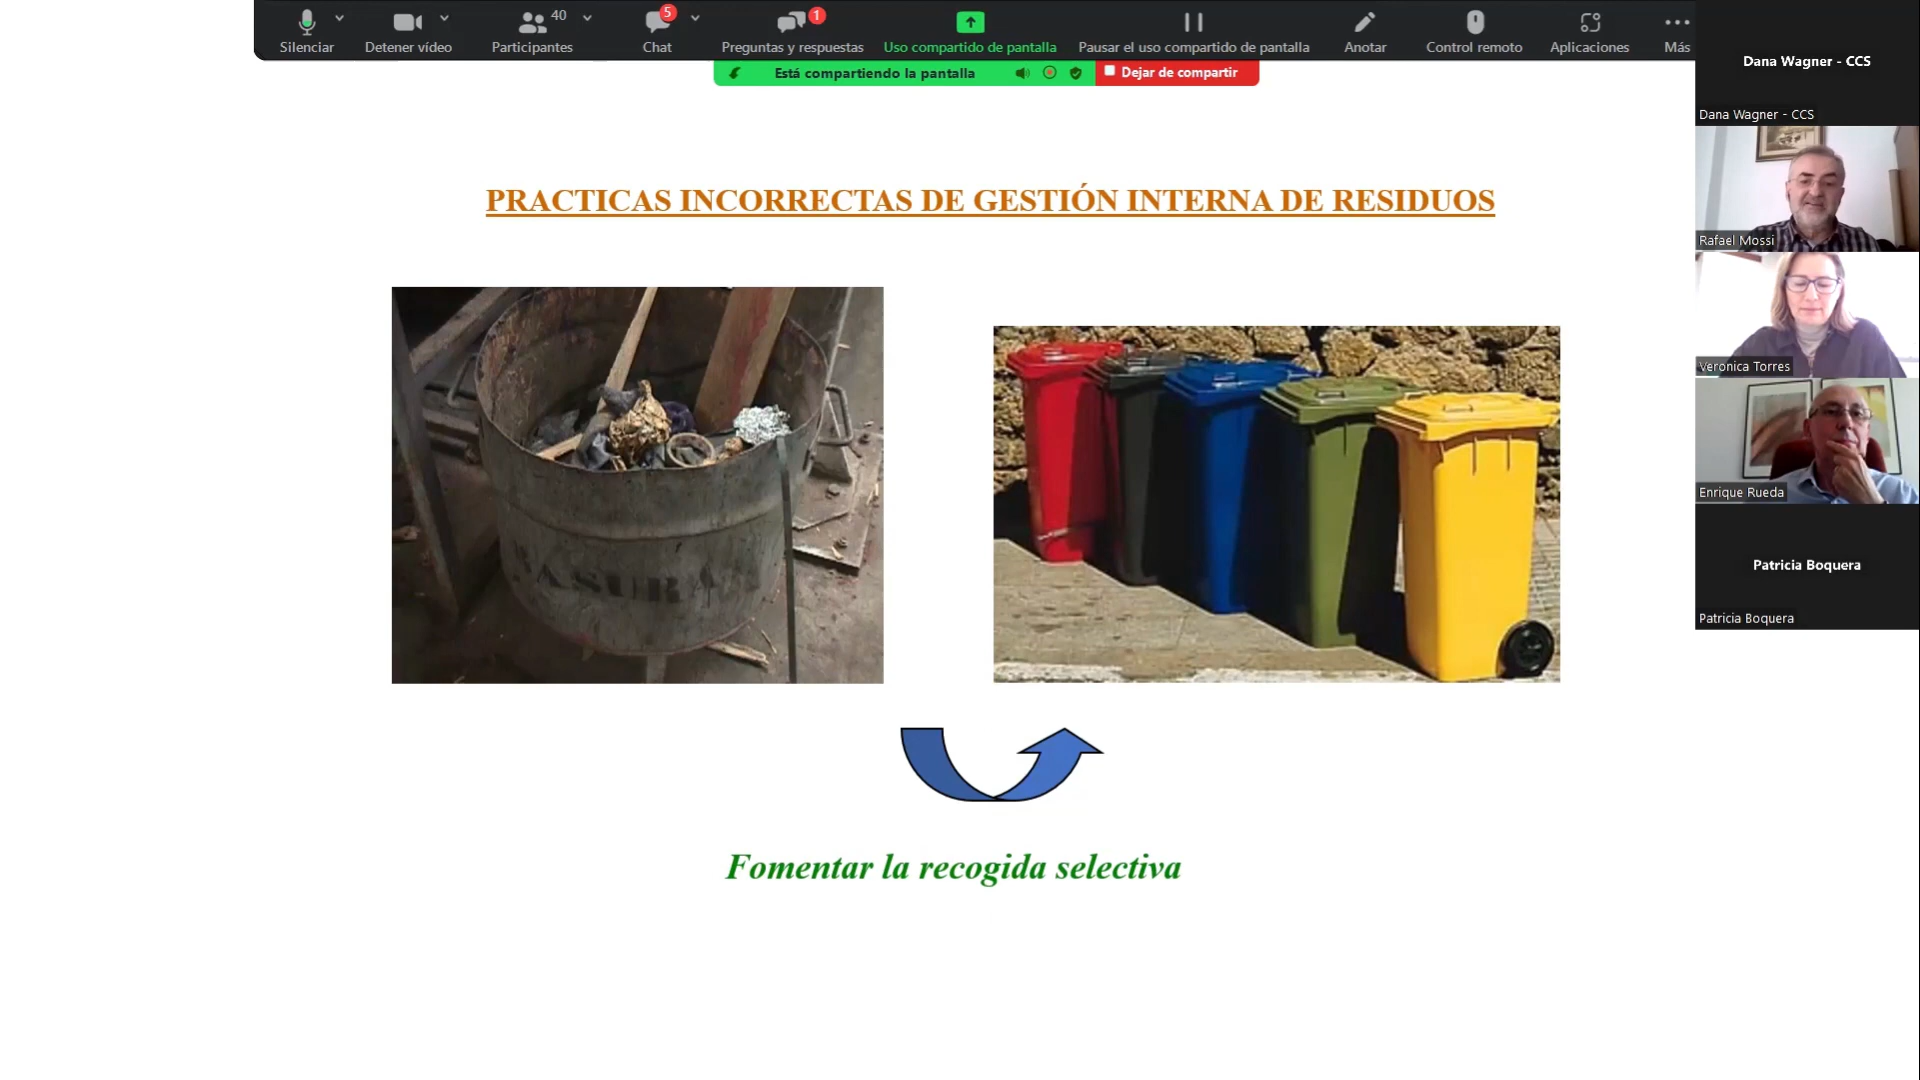 Silenciar
Detener vídeo
Participantes
40
Chat
5
Preguntas y respuestas
1
Uso compartido de pantalla
Pausar el uso compartido de pantalla
Anotar
Control remoto
Aplicaciones
Más
Está compartiendo la pantalla
Dejar de compartir
Dana Wagner - CCS
Dana Wagner - CCS
Rafael Mossi
Veronica Torres
Enrique Rueda
Patricia Boquera
Patricia Boquera
PRACTICAS INCORRECTAS DE GESTIÓN INTERNA DE RESIDUOS
BASURA
Fomentar la recogida selectiva